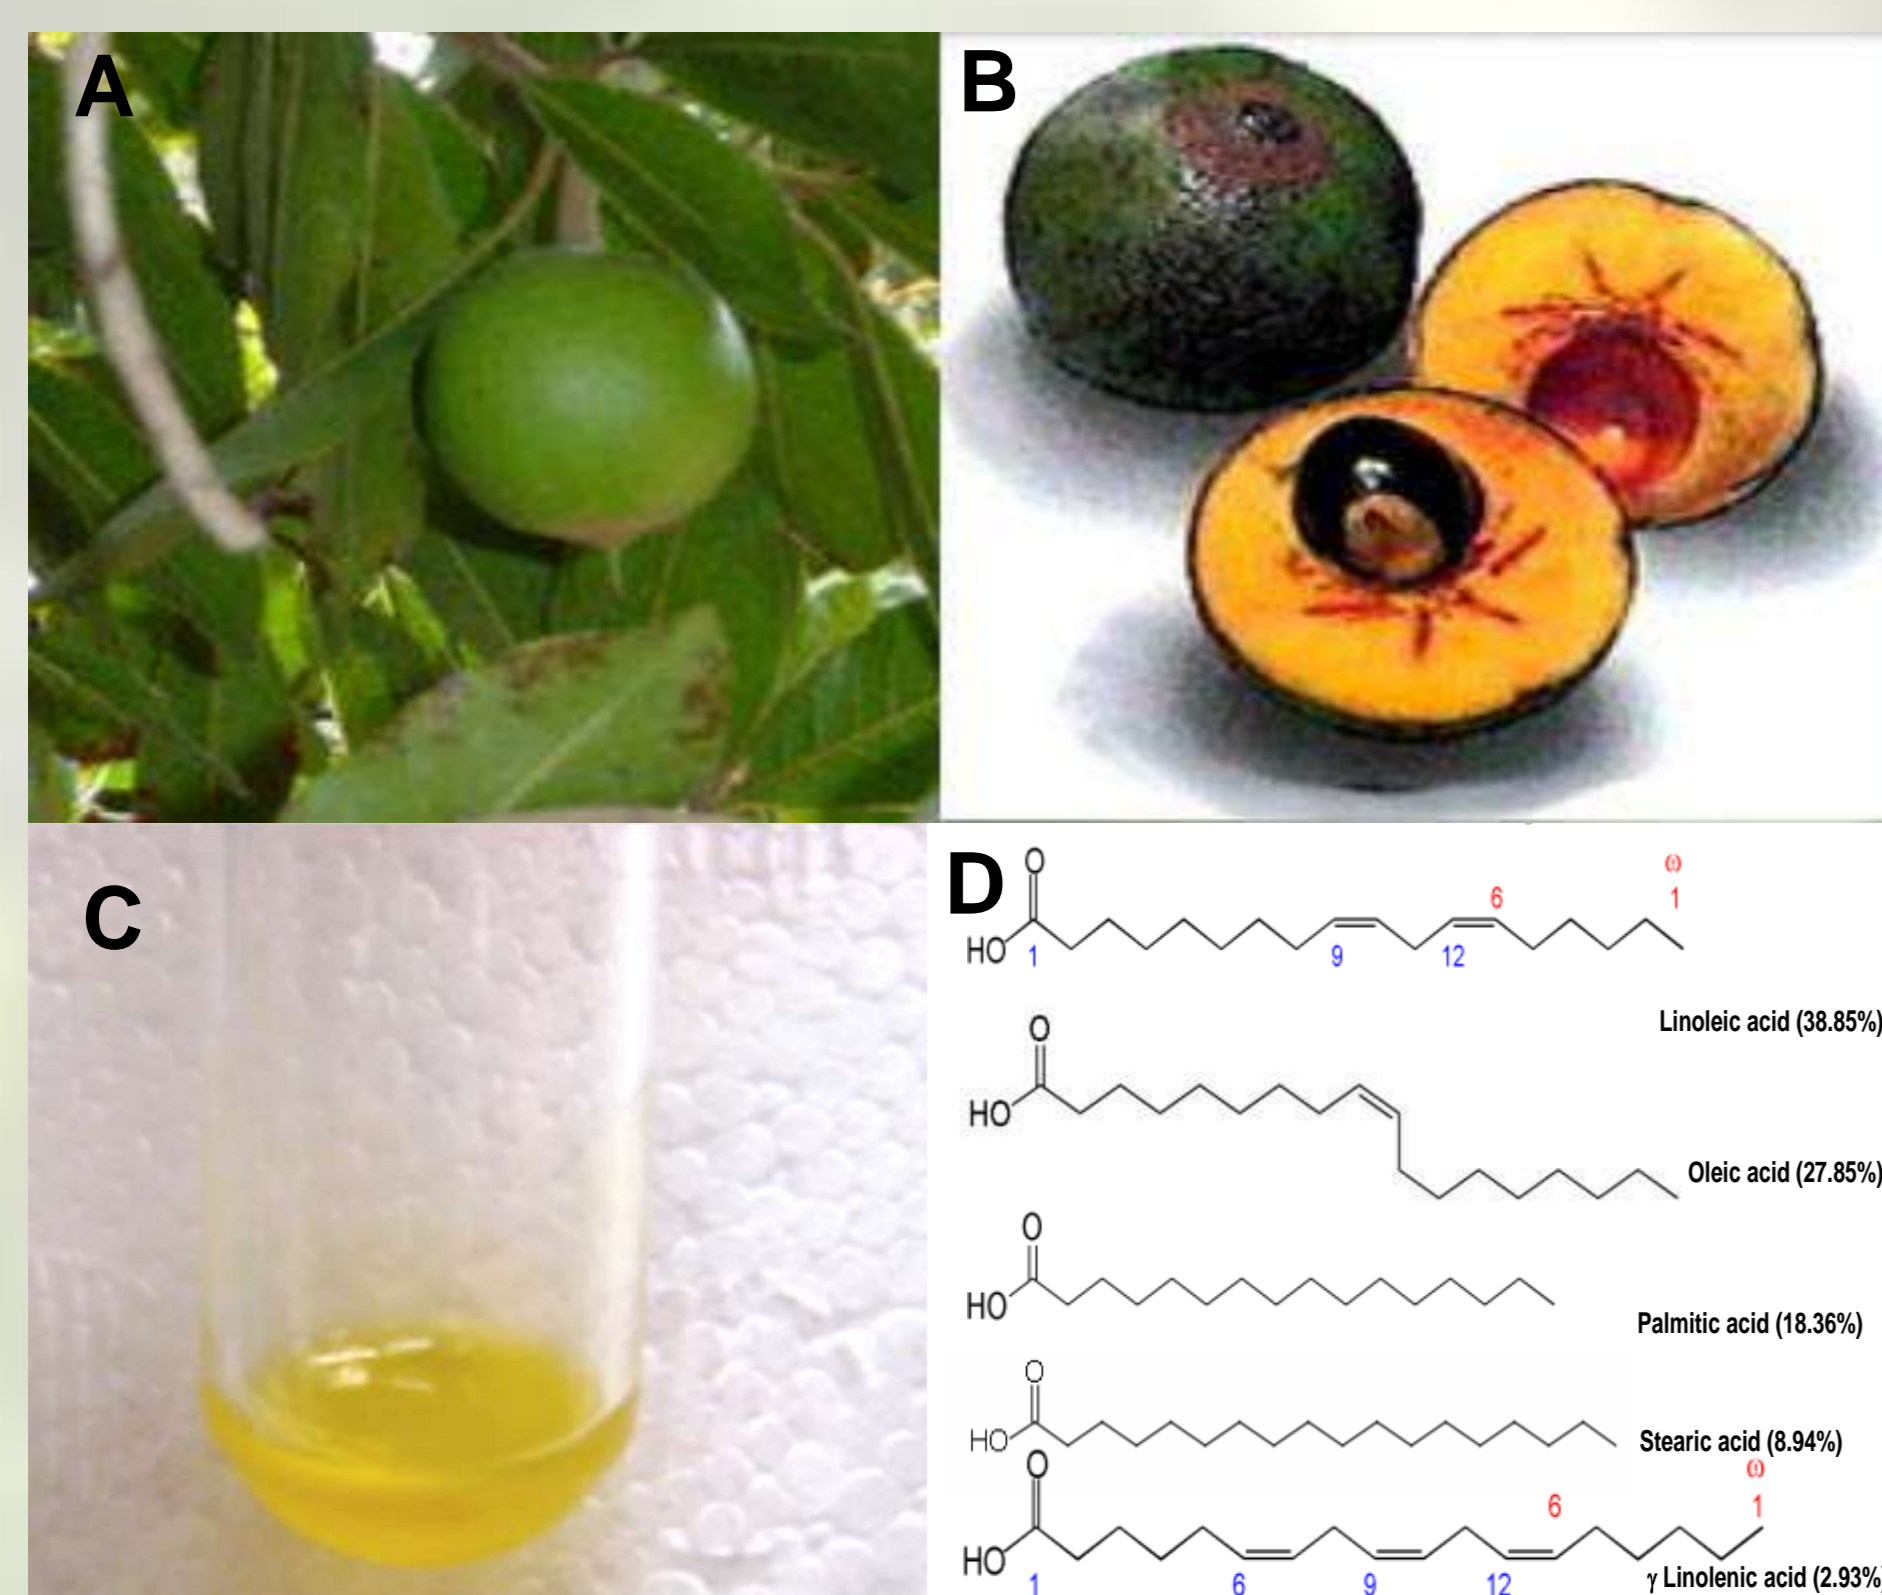 A
B
C
D
O
HO
1
9
12
6
ω
1
Linoleic acid (38.85%)
O
HO
Oleic acid (27.85%)
O
HO
Palmitic acid (18.36%)
O
HO
Stearic acid (8.94%)
O
HO
1
6
9
12
6
ω
1
γ Linolenic acid (2.93%)